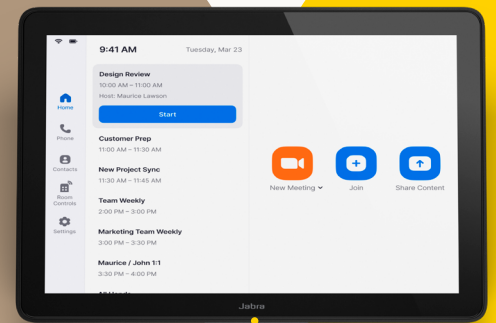 9:41 AM
Tuesday, Mar 23
Design Review
10:00 AM – 11:00 AM
Host: Maurice Lawson
Start
Customer Prep
11:00 AM – 11:30 AM
New Project Sync
11:30 AM – 11:45 AM
Team Weekly
2:00 PM – 3:00 PM
Marketing Team Weekly
3:00 PM – 3:30 PM
Maurice / John 1:1
3:30 PM – 4:00 PM
Home
Phone
Contacts
Room
Controls
Settings
New Meeting
Join
Share Content
Jabra